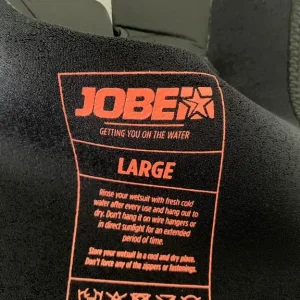 JOBE
GETTING YOU ON THE WATER
LARGE
Rinse your wetsuit with fresh cold
water after every use and hang out to
dry. Don't hang it on wire hangers or
in direct sunlight for an extended
period of time.
Store your wetsuit in a cool and dry place.
Don't force any of the zippers or fastenings.